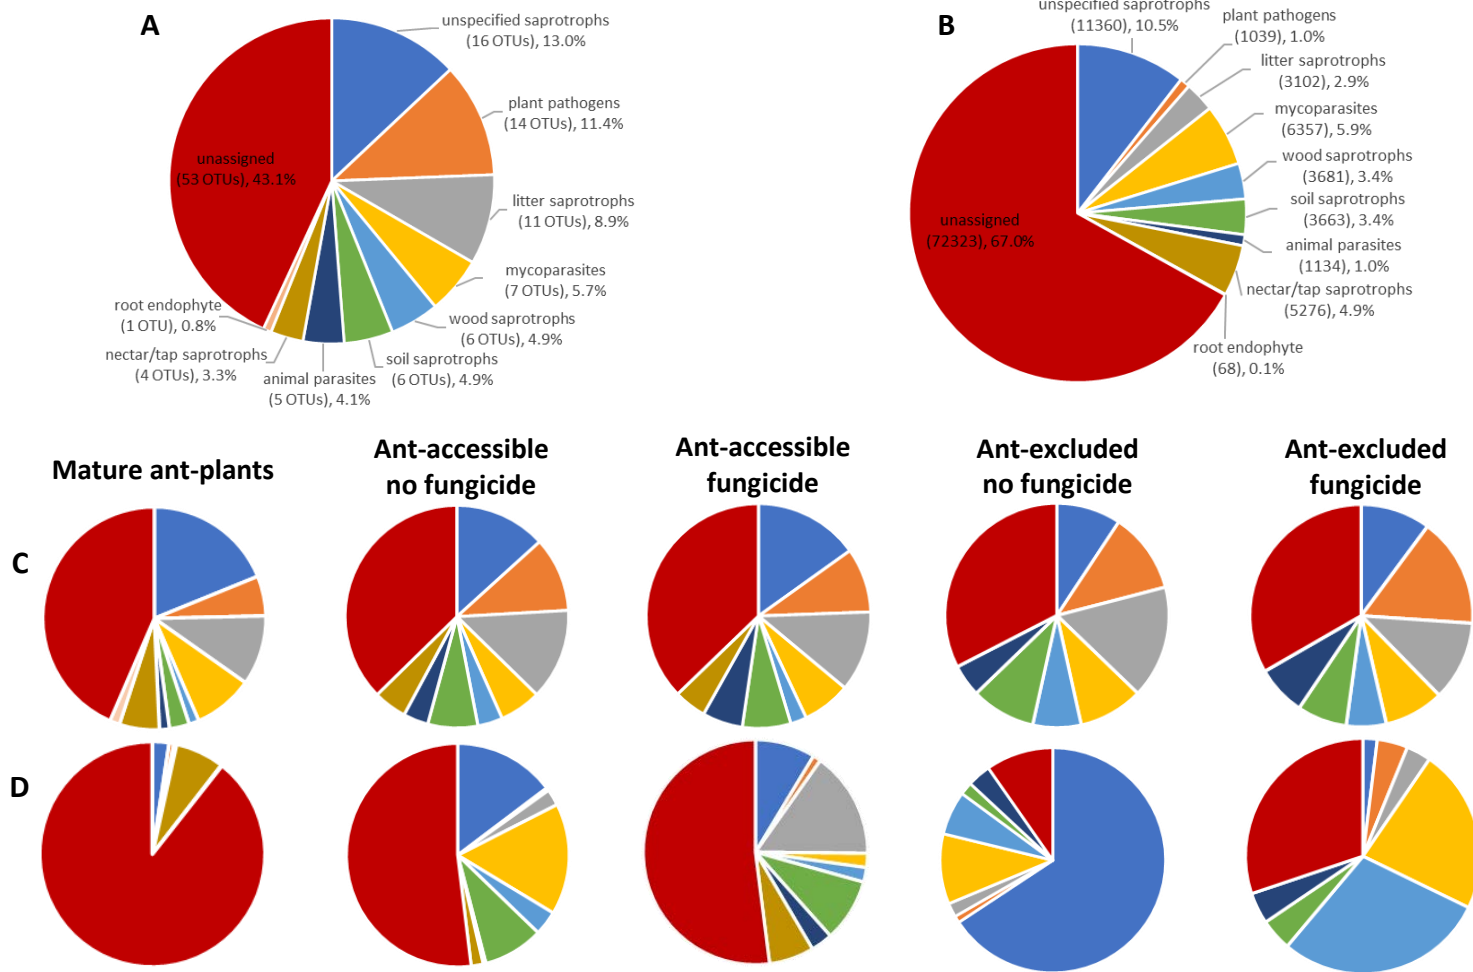 A
unspecified saprotrophs
(16 OTUs), 13.0%
plant pathogens
(14 OTUs), 11.4%
litter saprotrophs
(11 OTUs), 8.9%
mycoparasites
(7 OTUs), 5.7%
wood saprotrophs
(6 OTUs), 4.9%
soil saprotrophs
(6 OTUs), 4.9%
animal parasites
(5 OTUs), 4.1%
nectar/tap saprotrophs
(4 OTUs), 3.3%
root endophyte
(1 OTU), 0.8%
unassigned
(53 OTUs), 43.1%
B
unspecified saprotrophs
(11360), 10.5%
plant pathogens
(1039), 1.0%
litter saprotrophs
(3102), 2.9%
mycoparasites
(6357), 5.9%
wood saprotrophs
(3681), 3.4%
soil saprotrophs
(3663), 3.4%
animal parasites
(1134), 1.0%
nectar/tap saprotrophs
(5276), 4.9%
root endophyte
(68), 0.1%
unassigned
(72323), 67.0%
Mature ant-plants
Ant-accessible
no fungicide
Ant-accessible
fungicide
Ant-excluded
no fungicide
Ant-excluded
fungicide
C
D